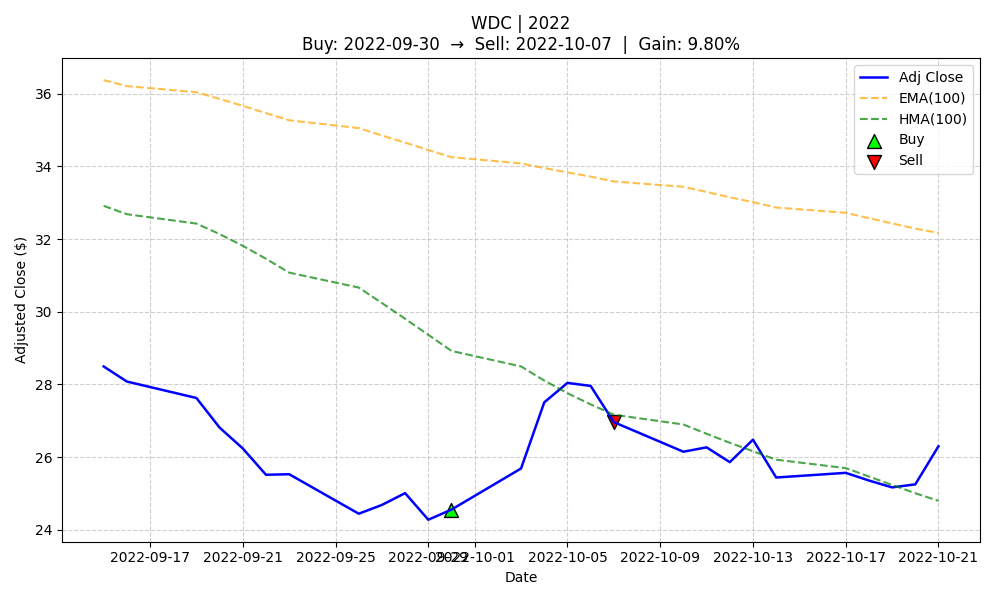 WDC | 2022
Buy: 2022-09-30 → Sell: 2022-10-07 | Gain: 9.80%
Adj Close
EMA(100)
HMA(100)
Buy
Sell
Adjusted Close ($)
36
34
32
30
28
26
24
2022-09-17 2022-09-21 2022-09-25 2022-09-29 2022-10-01 2022-10-05 2022-10-09 2022-10-13 2022-10-17 2022-10-21
Date